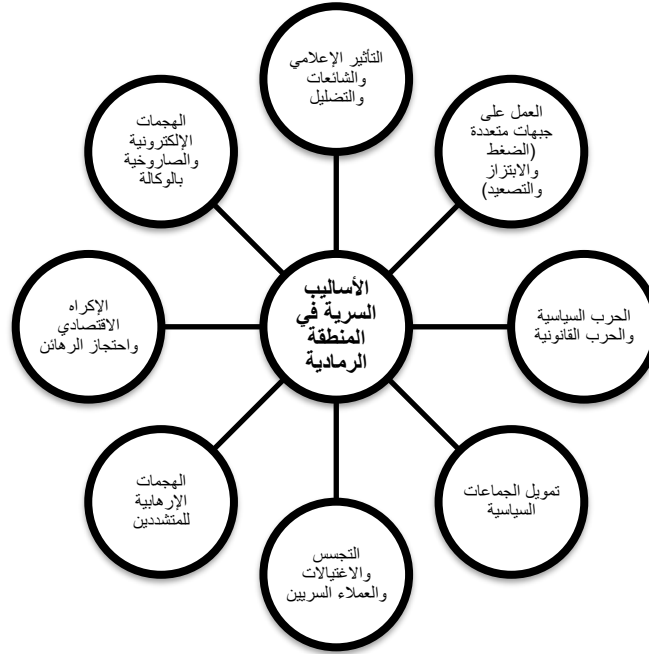 التأثير الإعلامي
والشائعات
والتضليل
العمل على
جبهات متعددة
(الضغط
والابتزاز
والتصعيد)
الحرب السياسية
والحرب القانونية
تمويل الجماعات
السياسية
التجسس
والاغتيالات
والعملاء السريين
الهجمات
الإرهابية
للمتشددين
الإكراه
الاقتصادي
واحتجاز الرهائن
الهجمات
الإلكترونية
والصاروخية
بالوكالة
الأساليب
السرية في
المنطقة
الرمادية